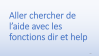 Aller chercher de
l'aide avec les
fonctions dir et help